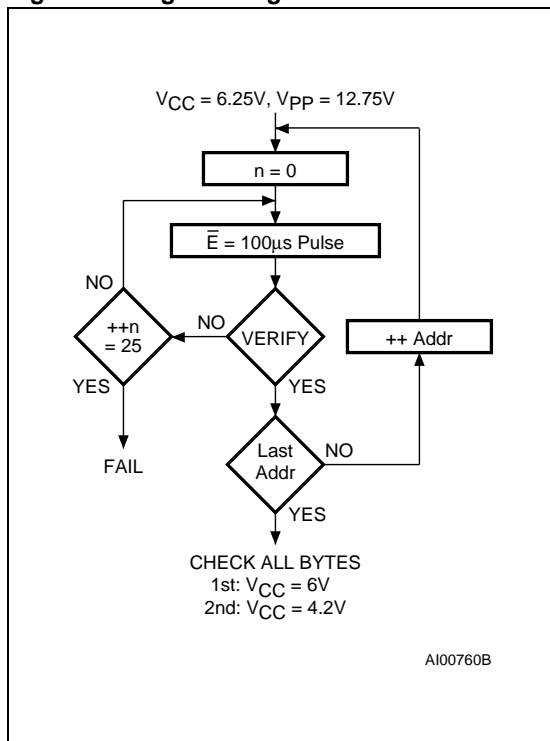 VCC = 6.25V, VPP = 12.75V
n = 0
E̅ = 100µs Pulse
NO
++n
= 25
NO
VERIFY
++ Addr
YES
YES
Last
Addr
NO
FAIL
YES
CHECK ALL BYTES
1st: VCC = 6V
2nd: VCC = 4.2V
AI00760B